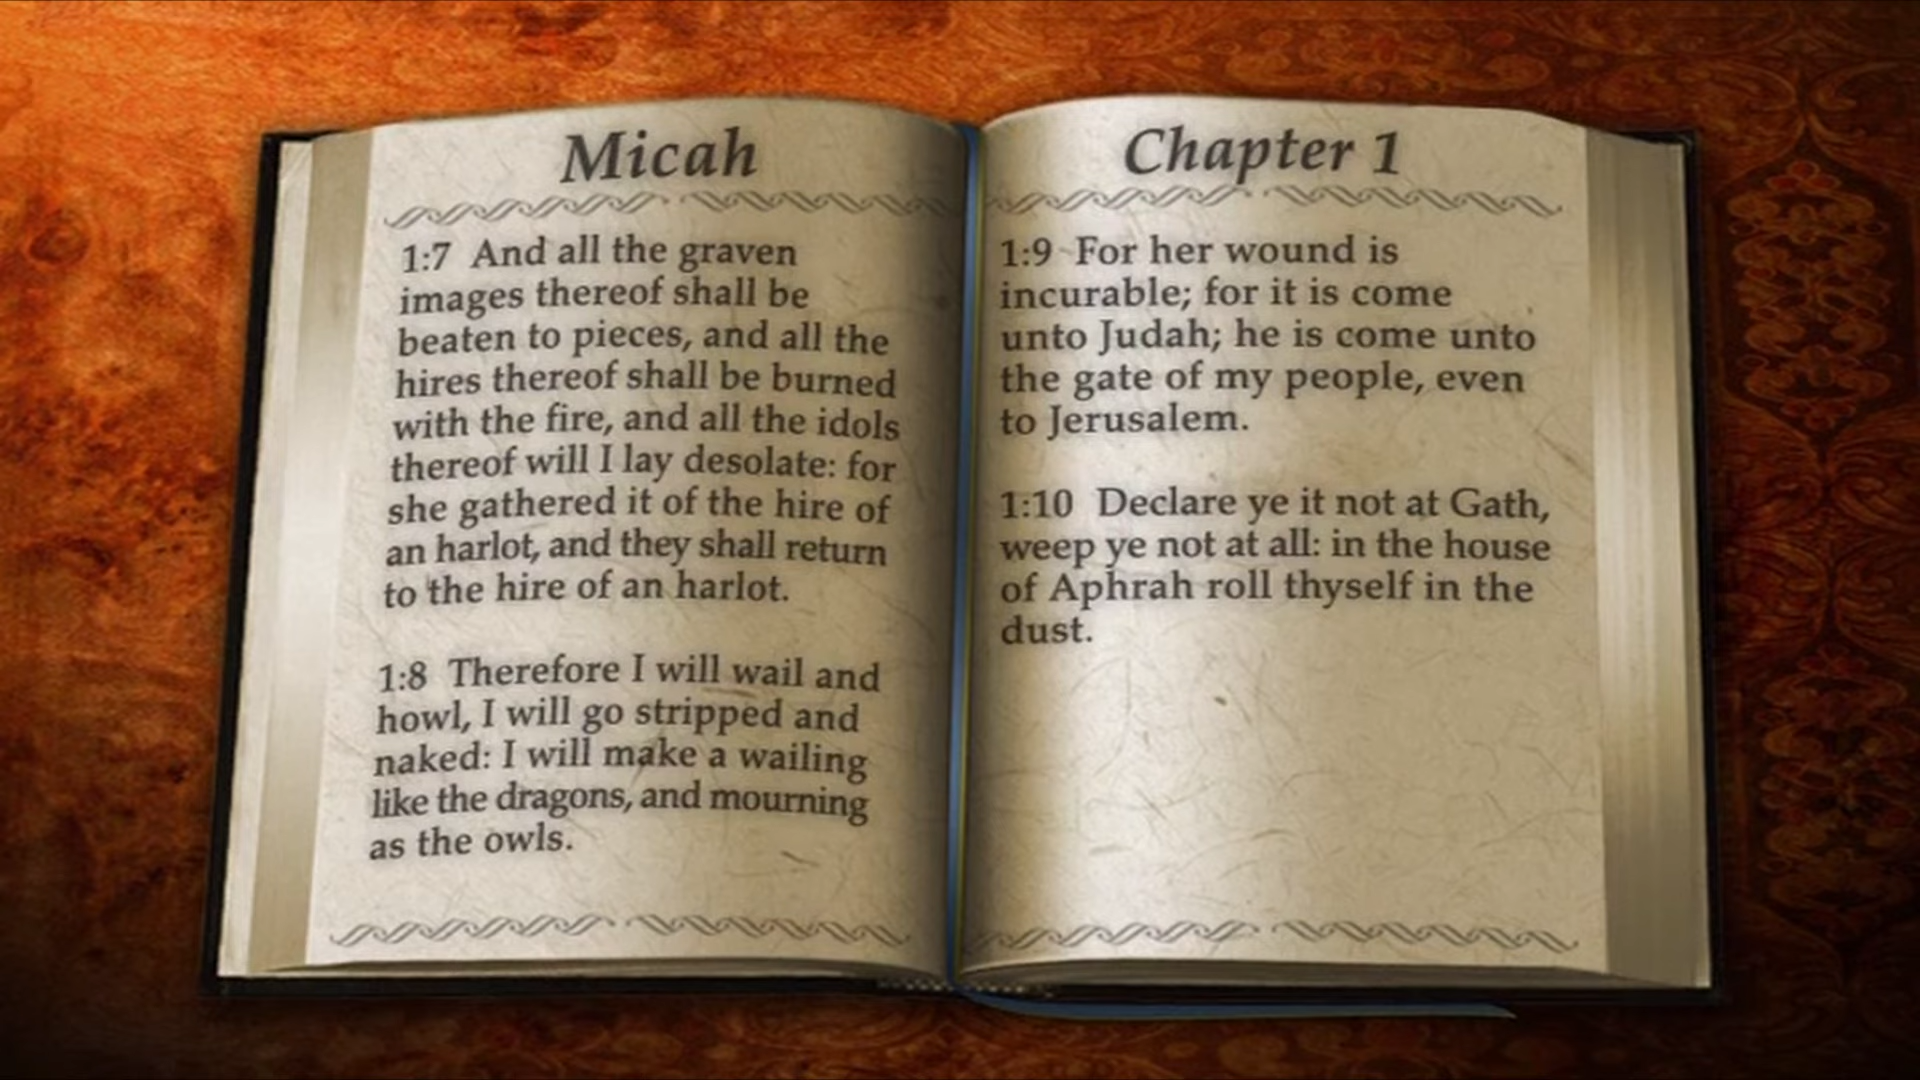 Micah
1:7 And all the graven
images thereof shall be
beaten to pieces, and all the
hires thereof shall be burned
with the fire, and all the idols
thereof will I lay desolate: for
she gathered it of the hire of
an harlot, and they shall return
to the hire of an harlot.
1:8 Therefore I will wail and
howl, I will go stripped and
naked: I will make a wailing
like the dragons, and mourning
as the owls.
Chapter 1
1:9 For her wound is
incurable; for it is come
unto Judah; he is come unto
the gate of my people, even
to Jerusalem.
1:10 Declare ye it not at Gath,
weep ye not at all: in the house
of Aphrah roll thyself in the
dust.